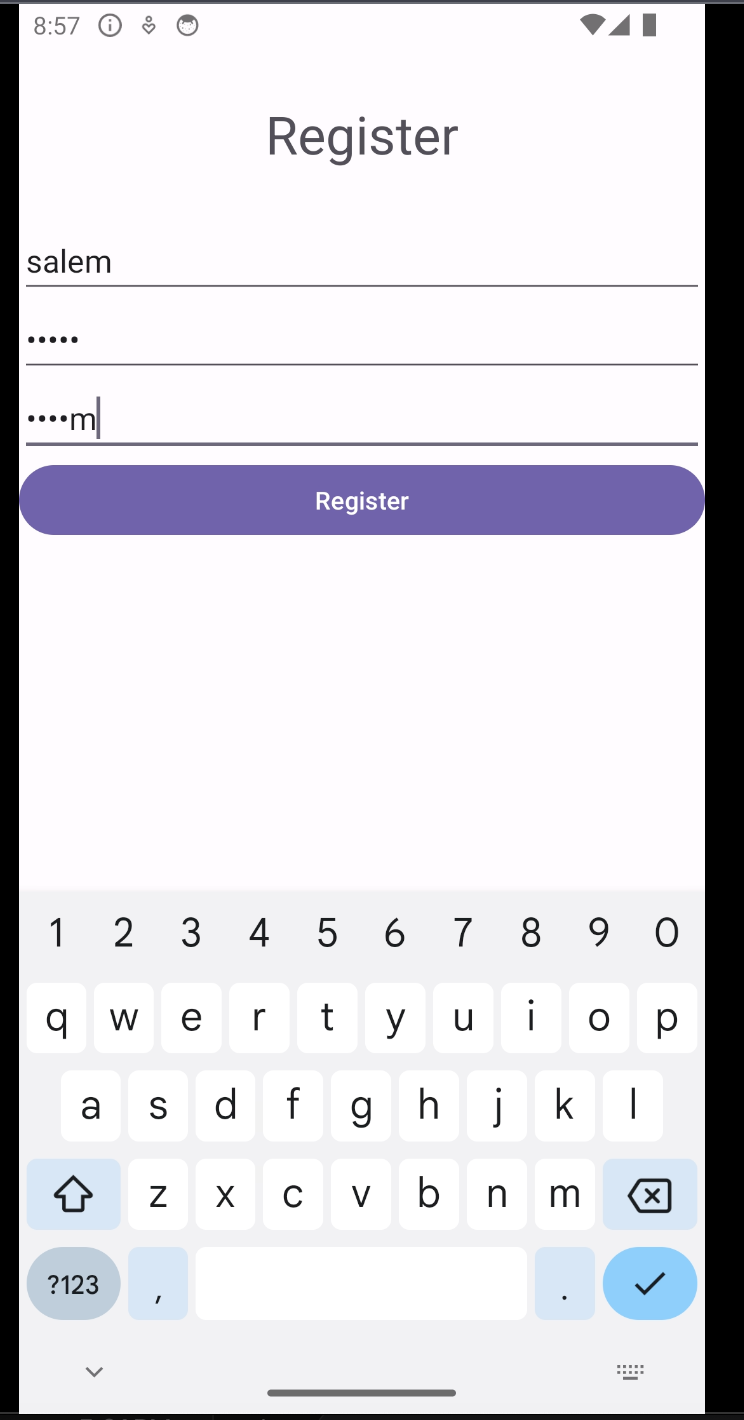 8:57
Register
salem
•••••
••••m
Register
1 2 3 4 5 6 7 8 9 0
q w e r t y u i o p
a s d f g h j k l
z x c v b n m
?123 , .